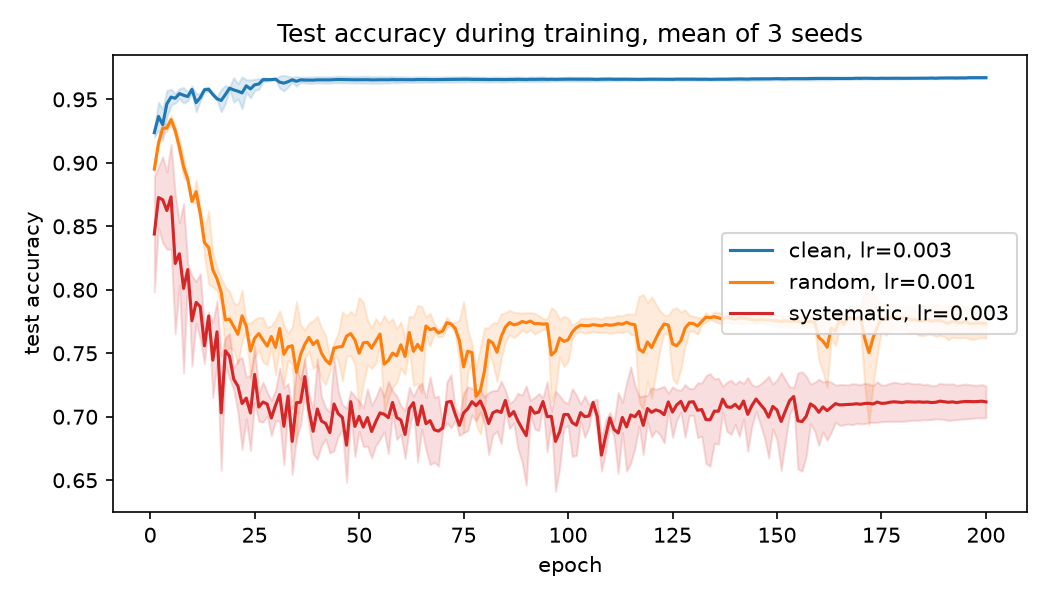 Test accuracy during training, mean of 3 seeds
test accuracy
0.95
0.90
0.85
0.80
0.75
0.70
0.65
clean, lr=0.003
random, lr=0.001
systematic, lr=0.003
0 25 50 75 100 125 150 175 200
epoch